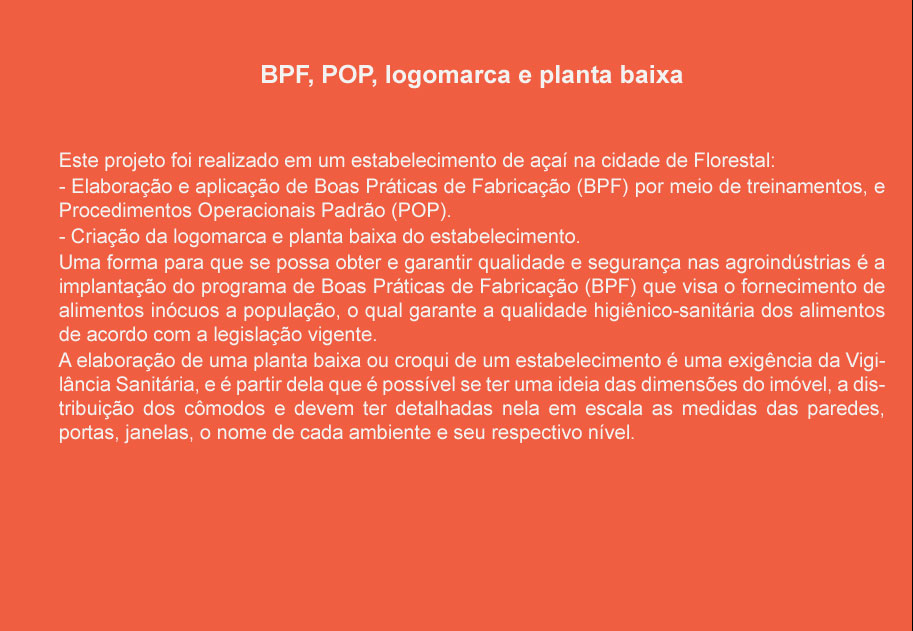 BPF, POP, logomarca e planta baixa
Este projeto foi realizado em um estabelecimento de açaí na cidade de Florestal:
- Elaboração e aplicação de Boas Práticas de Fabricação (BPF) por meio de treinamentos, e
Procedimentos Operacionais Padrão (POP).
- Criação da logomarca e planta baixa do estabelecimento.
Uma forma para que se possa obter e garantir qualidade e segurança nas agroindústrias é a
implantação do programa de Boas Práticas de Fabricação (BPF) que visa o fornecimento de
alimentos inócuos a população, o qual garante a qualidade higiênico-sanitária dos alimentos
de acordo com a legislação vigente.
A elaboração de uma planta baixa ou croqui de um estabelecimento é uma exigência da Vigi-
lância Sanitária, e é partir dela que é possível se ter uma ideia das dimensões do imóvel, a dis-
tribuição dos cômodos e devem ter detalhadas nela em escala as medidas das paredes,
portas, janelas, o nome de cada ambiente e seu respectivo nível.